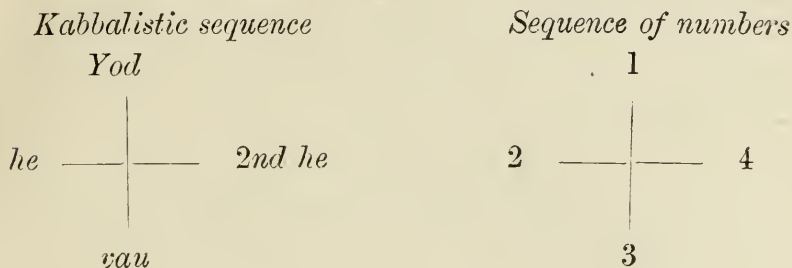 Kabbalistic sequence
Yod
he 2nd he
vau
Sequence of numbers
1
2 4
3